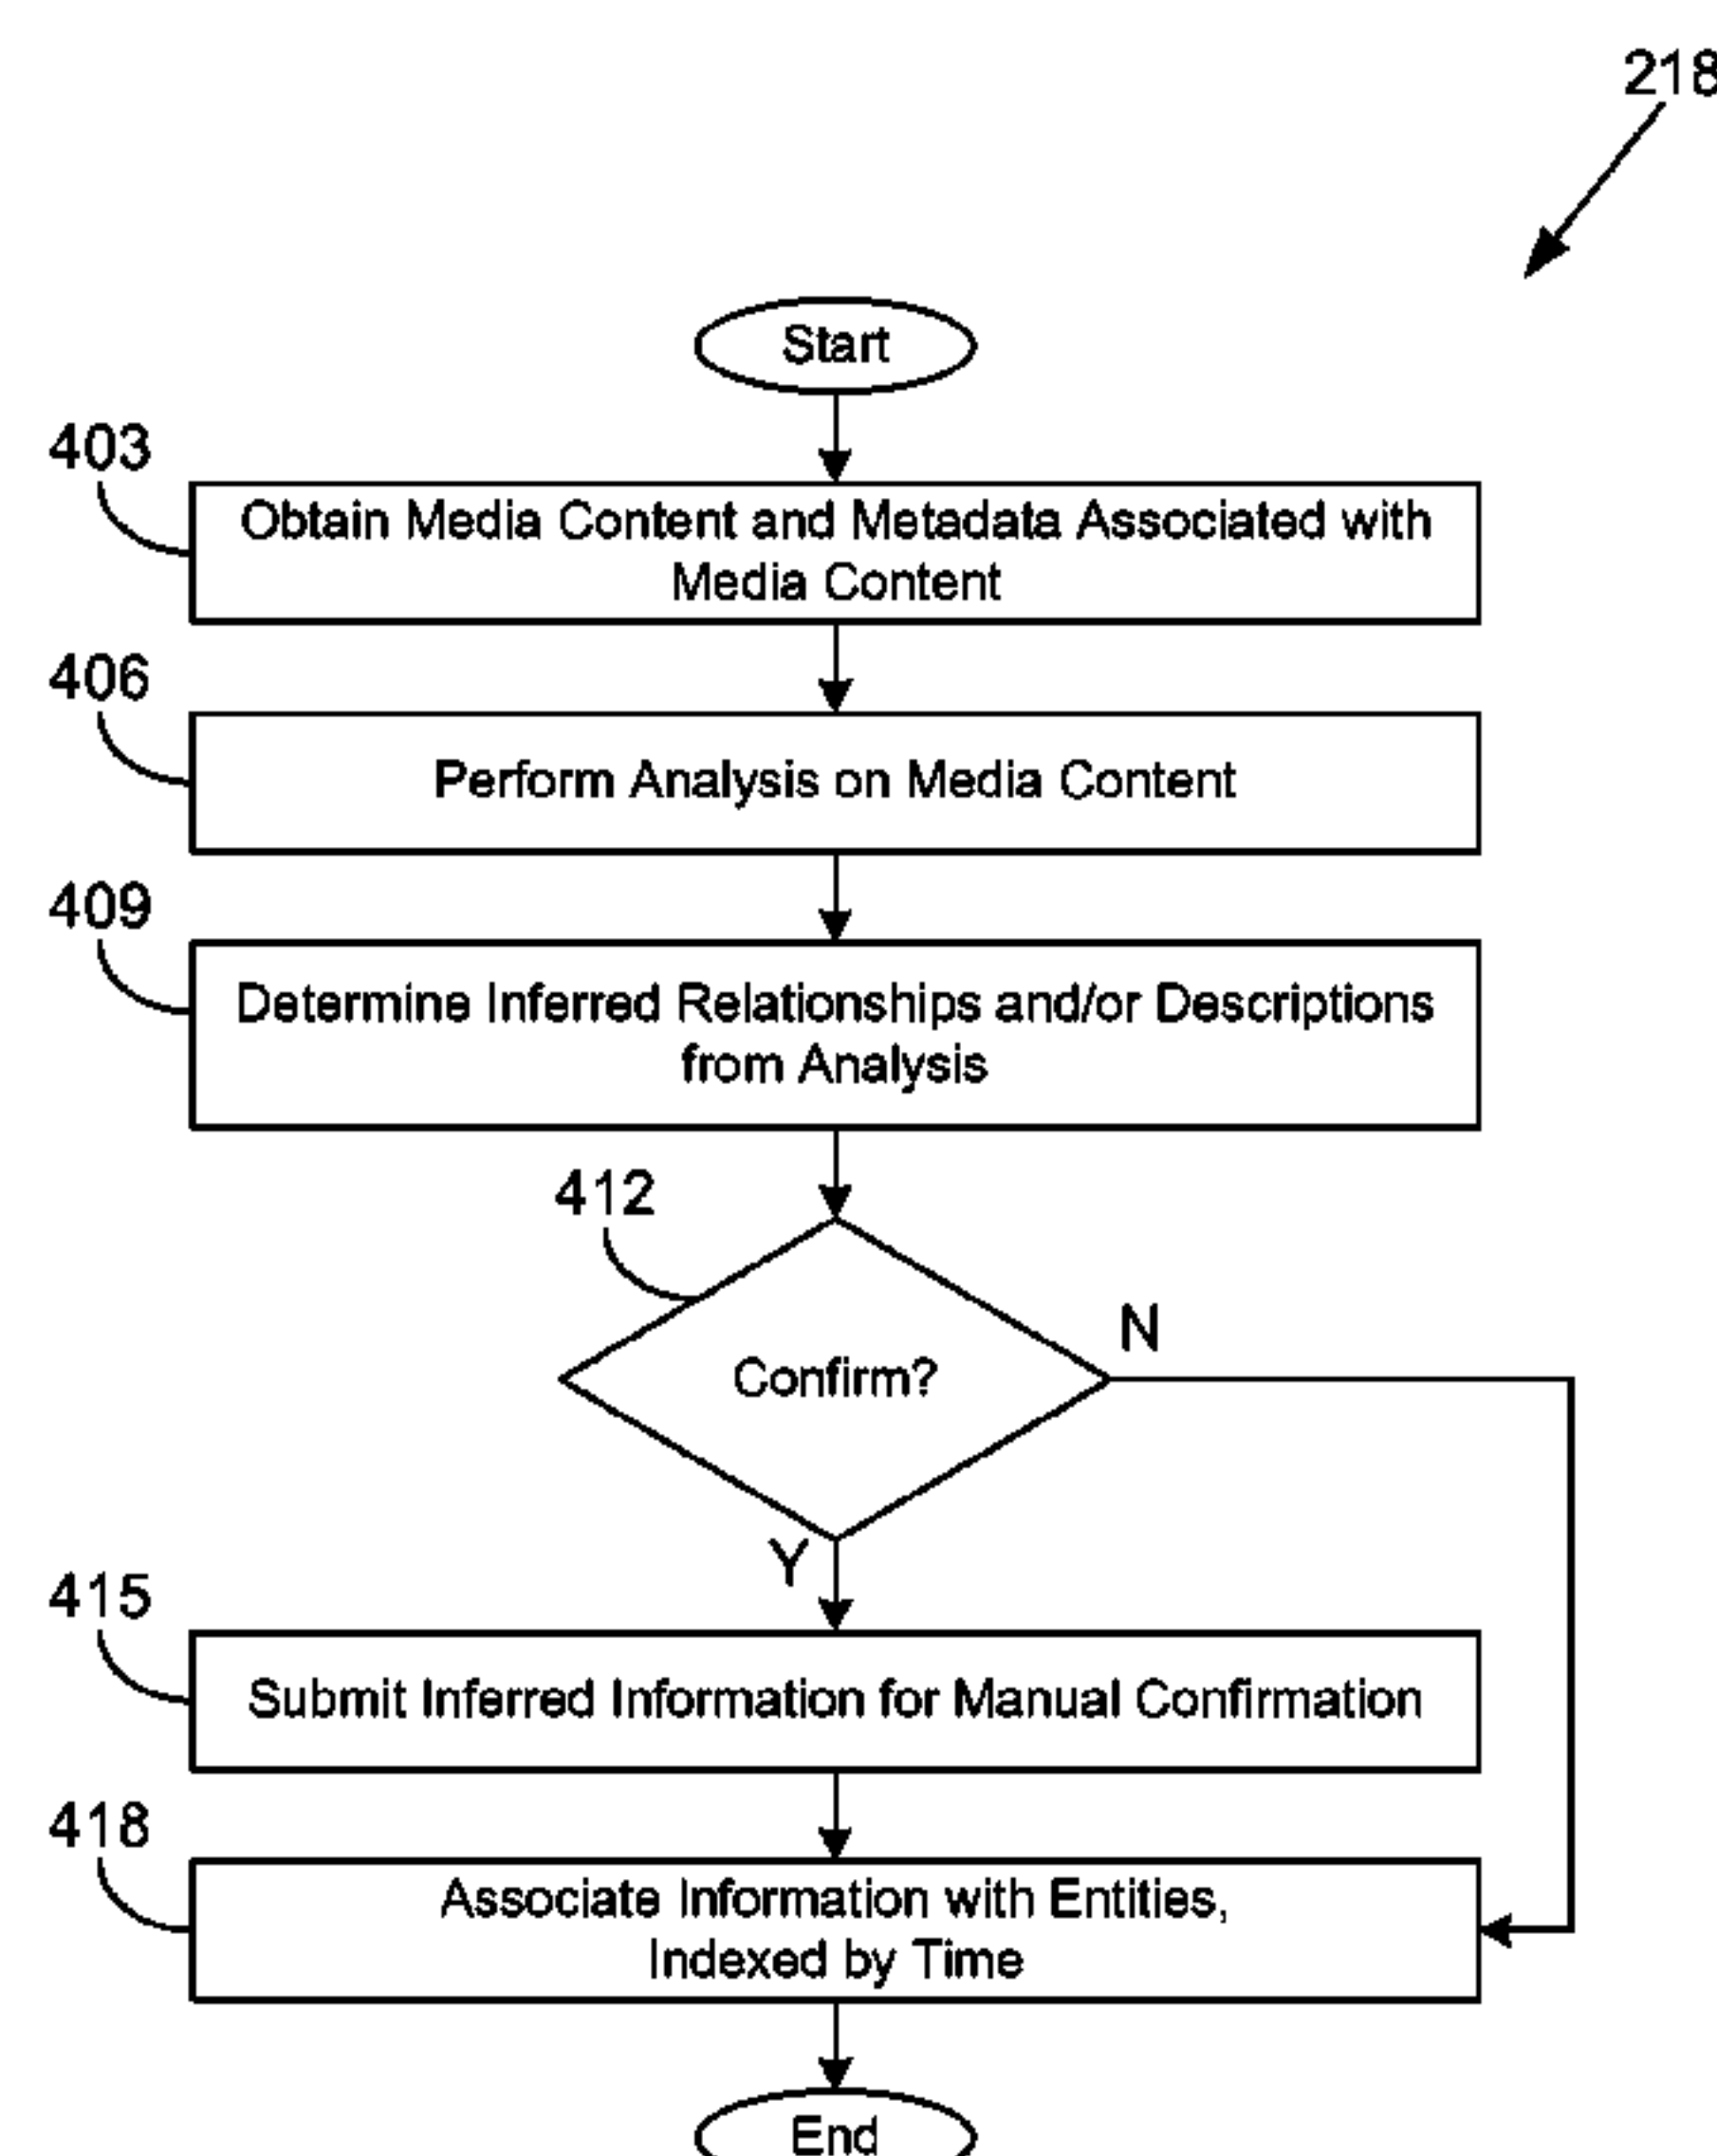 218
Start
403
Obtain Media Content and Metadata Associated with
Media Content
406
Perform Analysis on Media Content
409
Determine Inferred Relationships and/or Descriptions
from Analysis
412
Confirm?
N
Y
415
Submit Inferred Information for Manual Confirmation
418
Associate Information with Entities,
Indexed by Time
End